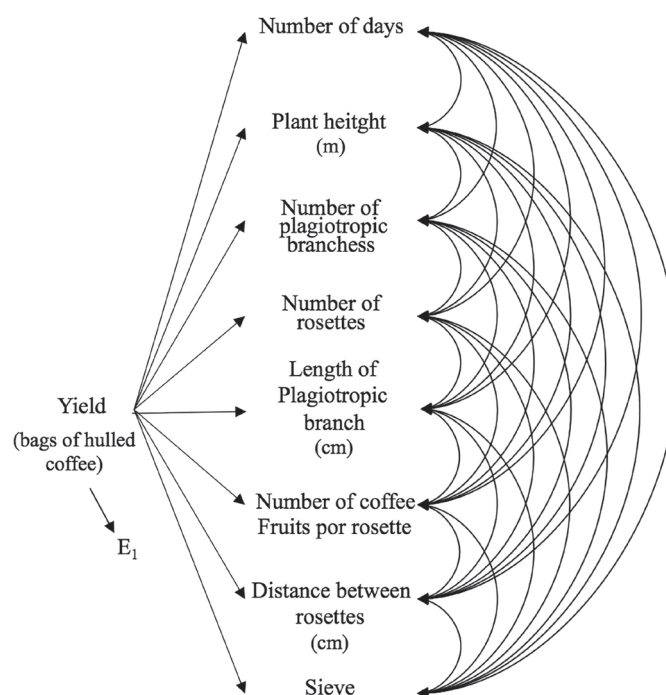 Number of days
Plant heitght
(m)
Number of
plagiotropic
branchess
Number of
rosettes
Length of
Plagiotropic
branch
(cm)
Yield
(bags of hulled
coffee)
E1
Number of coffee
Fruits por rosette
Distance between
rosettes
(cm)
Sieve